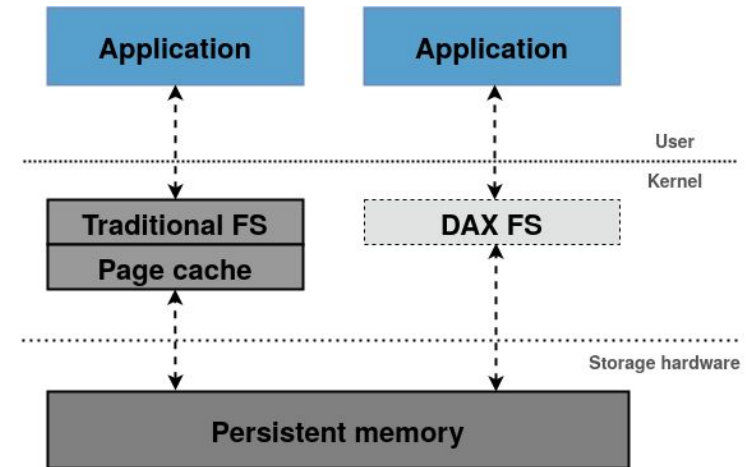 Application
Application
User
Kernel
Traditional FS
DAX FS
Page cache
Storage hardware
Persistent memory